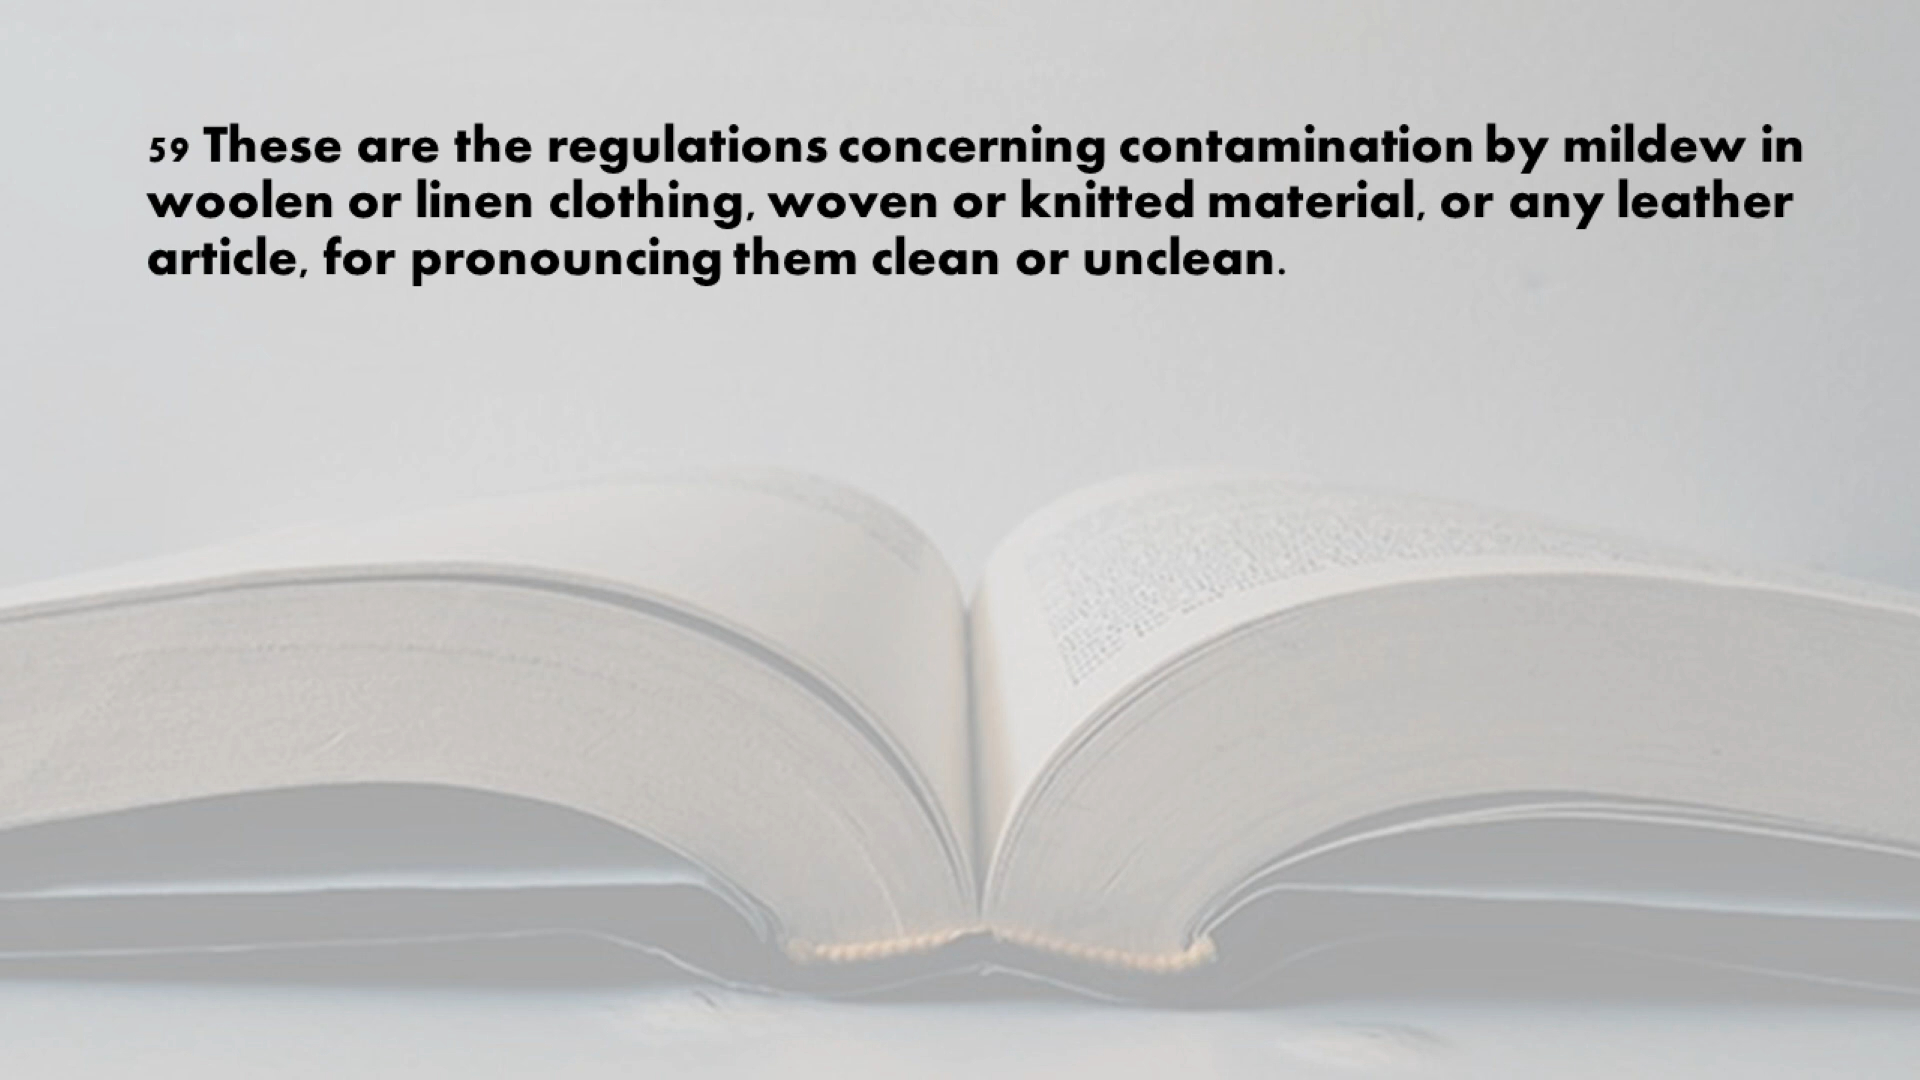 59 These are the regulations concerning contamination by mildew in
woolen or linen clothing, woven or knitted material, or any leather
article, for pronouncing them clean or unclean.